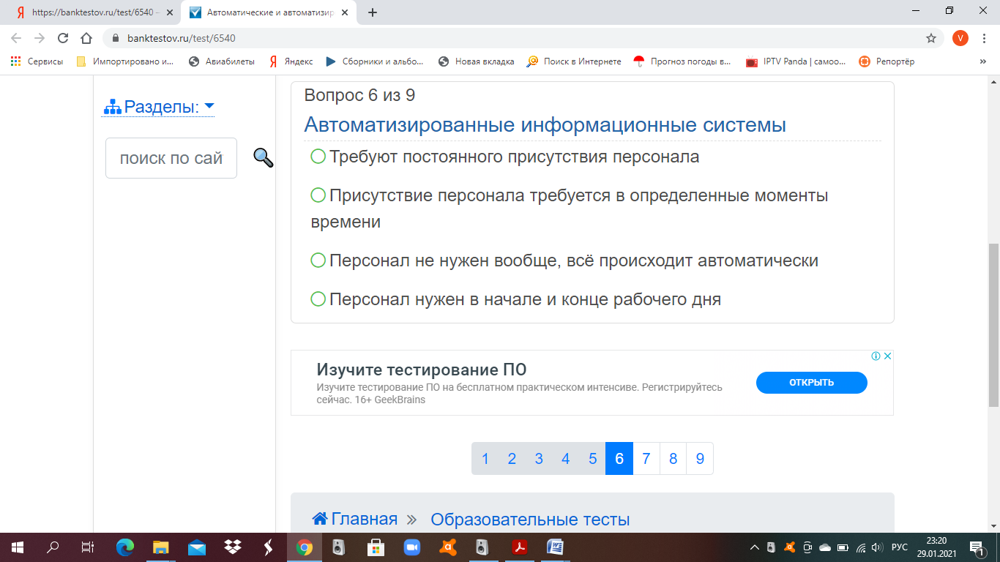 https://banktestov.ru/test/6540 –
Автоматические и автоматизир
banktestov.ru/test/6540
V
Сервисы
Импортировано и...
Авиабилеты
Яндекс
Сборники и альбо...
Новая вкладка
Поиск в Интернете
Прогноз погоды в...
IPTV Panda | самоо...
Репортёр
»
Разделы:
поиск по сай
Вопрос 6 из 9
Автоматизированные информационные системы
Требуют постоянного присутствия персонала
Присутствие персонала требуется в определенные моменты
времени
Персонал не нужен вообще, всё происходит автоматически
Персонал нужен в начале и конце рабочего дня
Изучите тестирование ПО
Изучите тестирование ПО на бесплатном практическом интенсиве. Регистрируйтесь
сейчас. 16+ GeekBrains
ОТКРЫТЬ
1 2 3 4 5 6 7 8 9
Главная » Образовательные тесты
РУС
23:20
29.01.2021
1